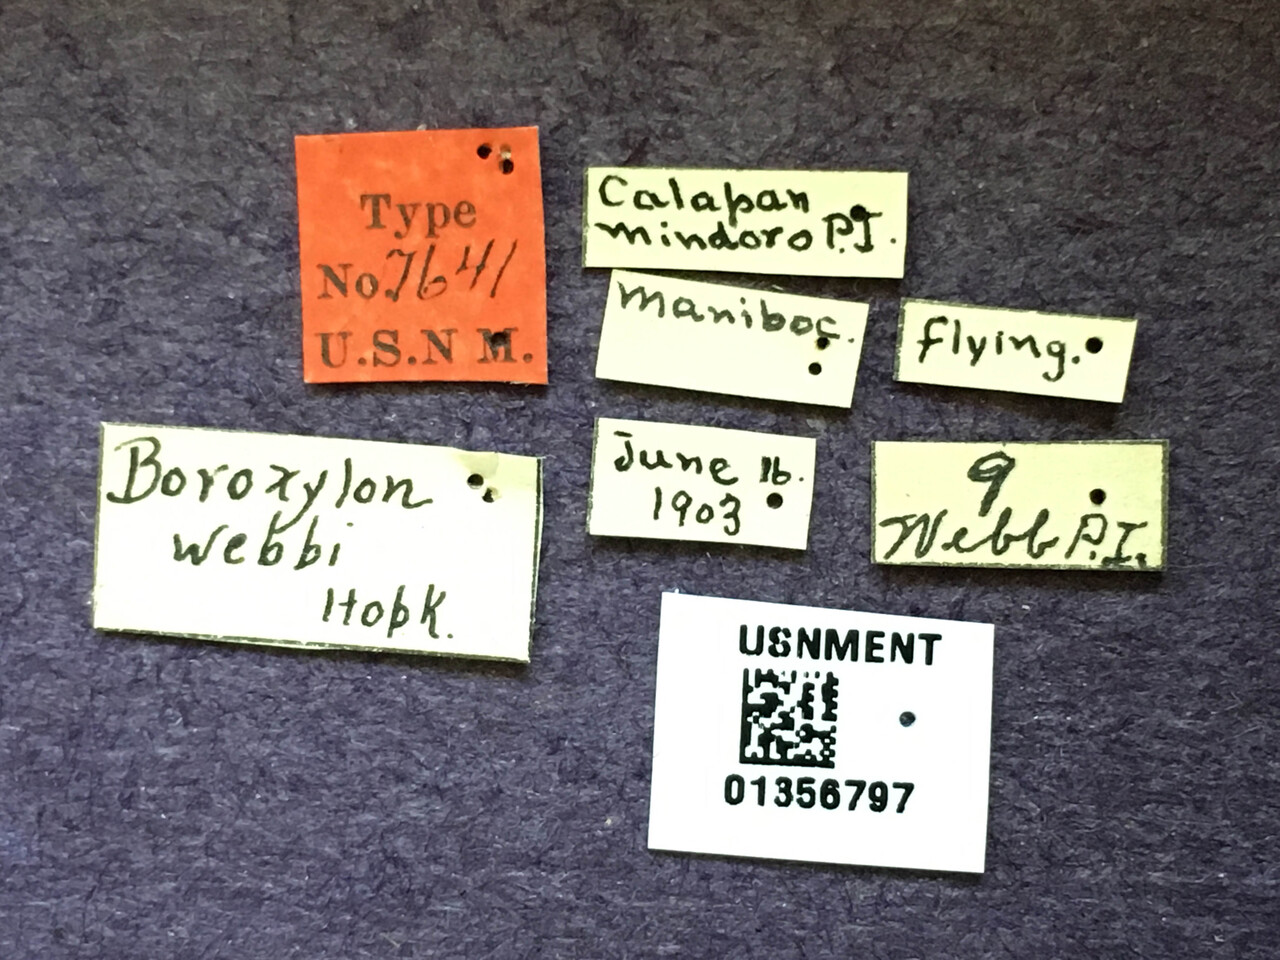 Type
No. 7641
U.S.N M.
Calapan
Mindoro P.I.
Maniboc.
flying.
June 16.
1903
9
Webb P.I.
Boroxylon
webbi
Hopk.
USNMENT
01356797